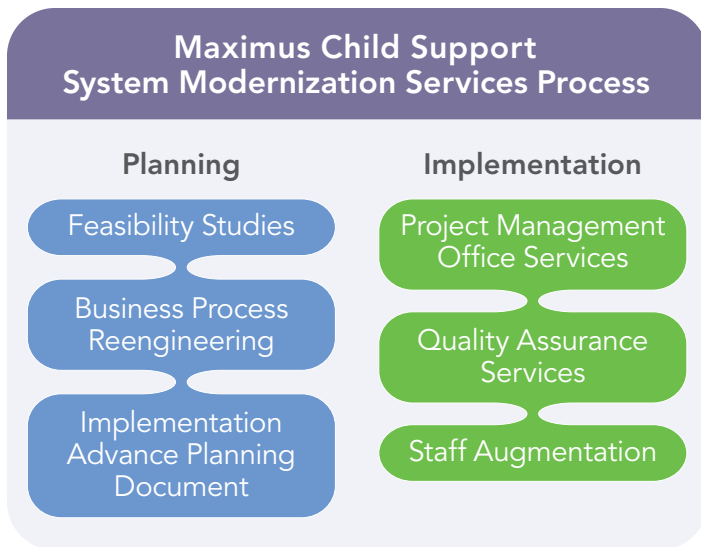 Maximus Child Support
System Modernization Services Process
Planning
Feasibility Studies
Business Process
Reengineering
Implementation
Advance Planning
Document
Implementation
Project Management
Office Services
Quality Assurance
Services
Staff Augmentation